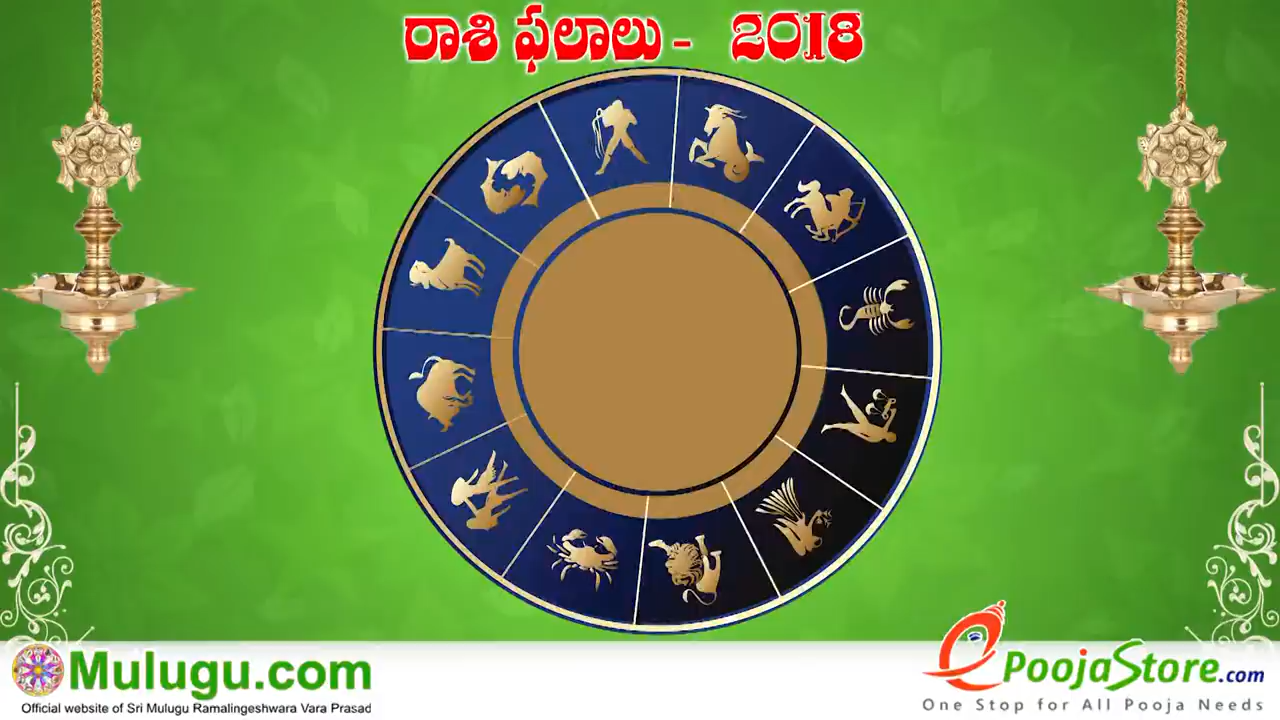 రాశి ఫలాలు - 2018
Mulugu.com
Official website of Sri Mulugu Ramalingeshwara Vara Prasad
ePoojaStore.com
One Stop for All Pooja Needs